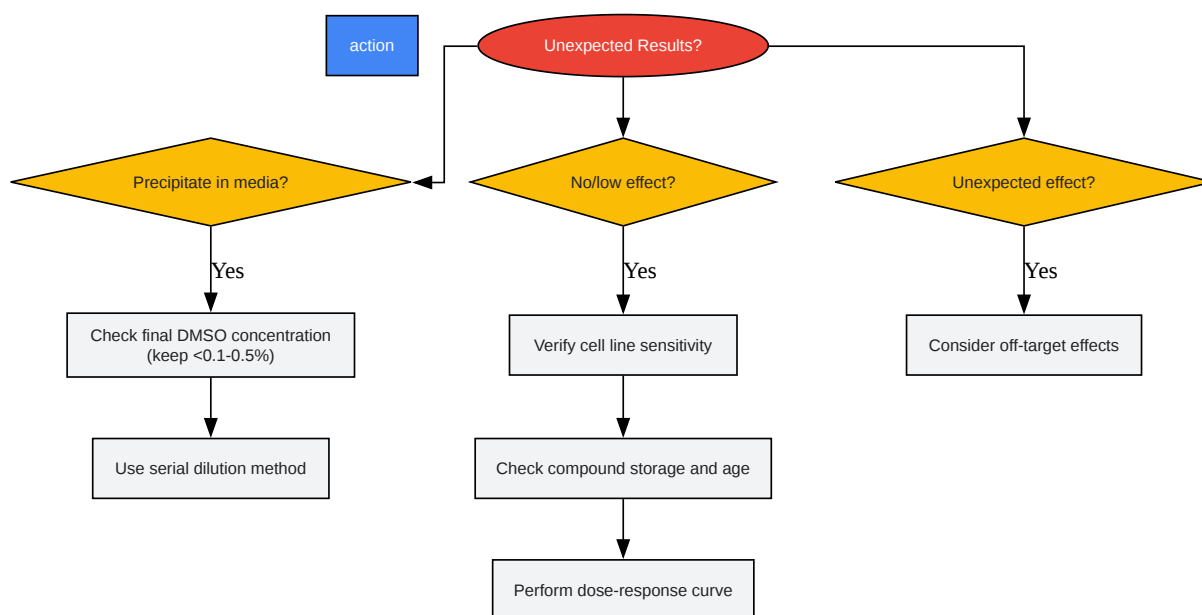 action
Unexpected Results?
Precipitate in media?
No/low effect?
Unexpected effect?
Yes
Yes
Yes
Check final DMSO concentration
(keep <0.1-0.5%)
Verify cell line sensitivity
Consider off-target effects
Use serial dilution method
Check compound storage and age
Perform dose-response curve